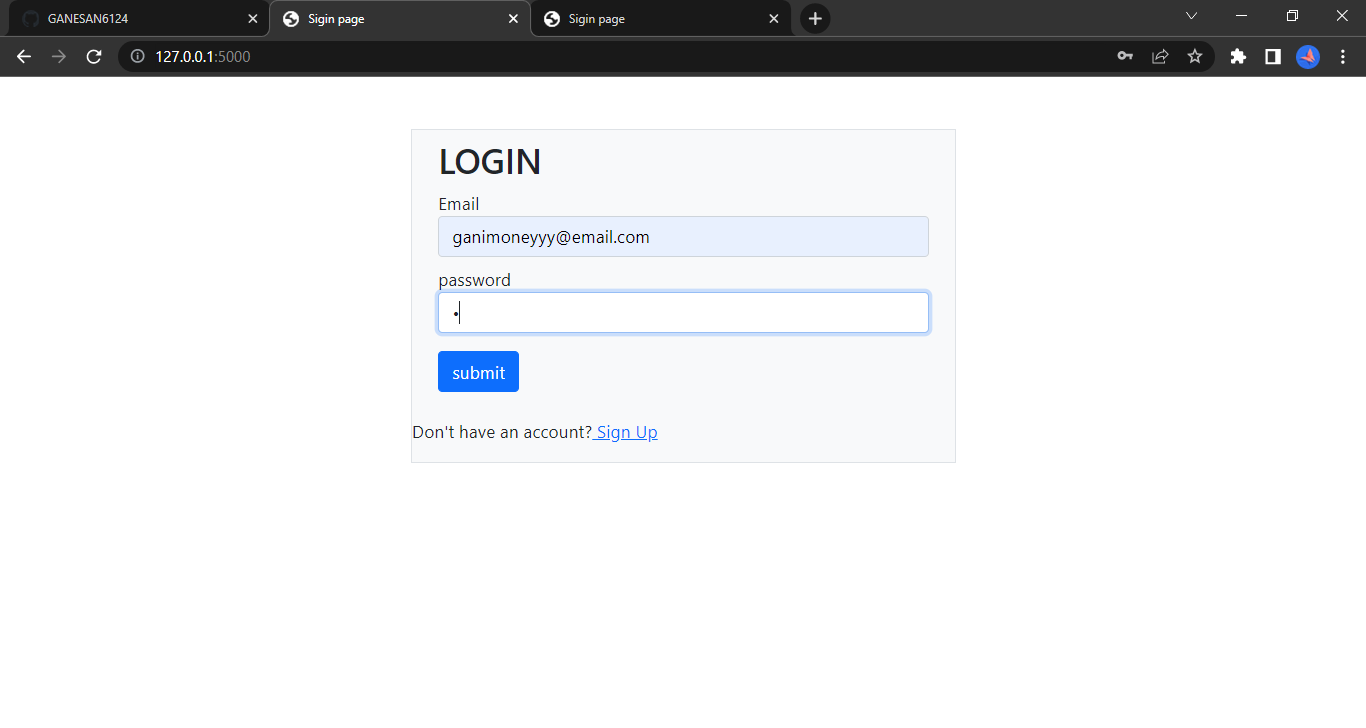 GANESAN6124 Sigin page Sigin page
127.0.0.1:5000
LOGIN
Email
ganimoneyyy@email.com
password
submit
Don't have an account? Sign Up